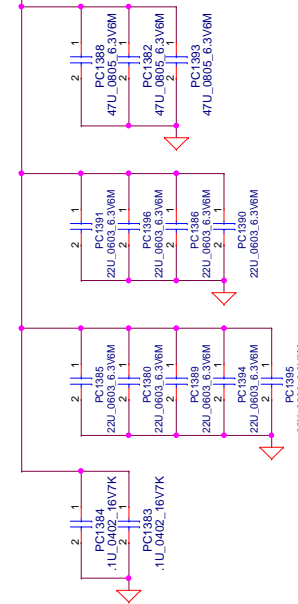 1
2
PC1388
47U_0805_6.3V6M
1
2
PC1382
47U_0805_6.3V6M
1
2
PC1393
47U_0805_6.3V6M
1
2
PC1391
22U_0603_6.3V6M
1
2
PC1396
22U_0603_6.3V6M
1
2
PC1386
22U_0603_6.3V6M
1
2
PC1390
22U_0603_6.3V6M
1
2
PC1385
22U_0603_6.3V6M
1
2
PC1380
22U_0603_6.3V6M
1
2
PC1389
22U_0603_6.3V6M
1
2
PC1394
22U_0603_6.3V6M
1
2
PC1395
1
2
PC1384
.1U_0402_16V7K
1
2
PC1383
.1U_0402_16V7K